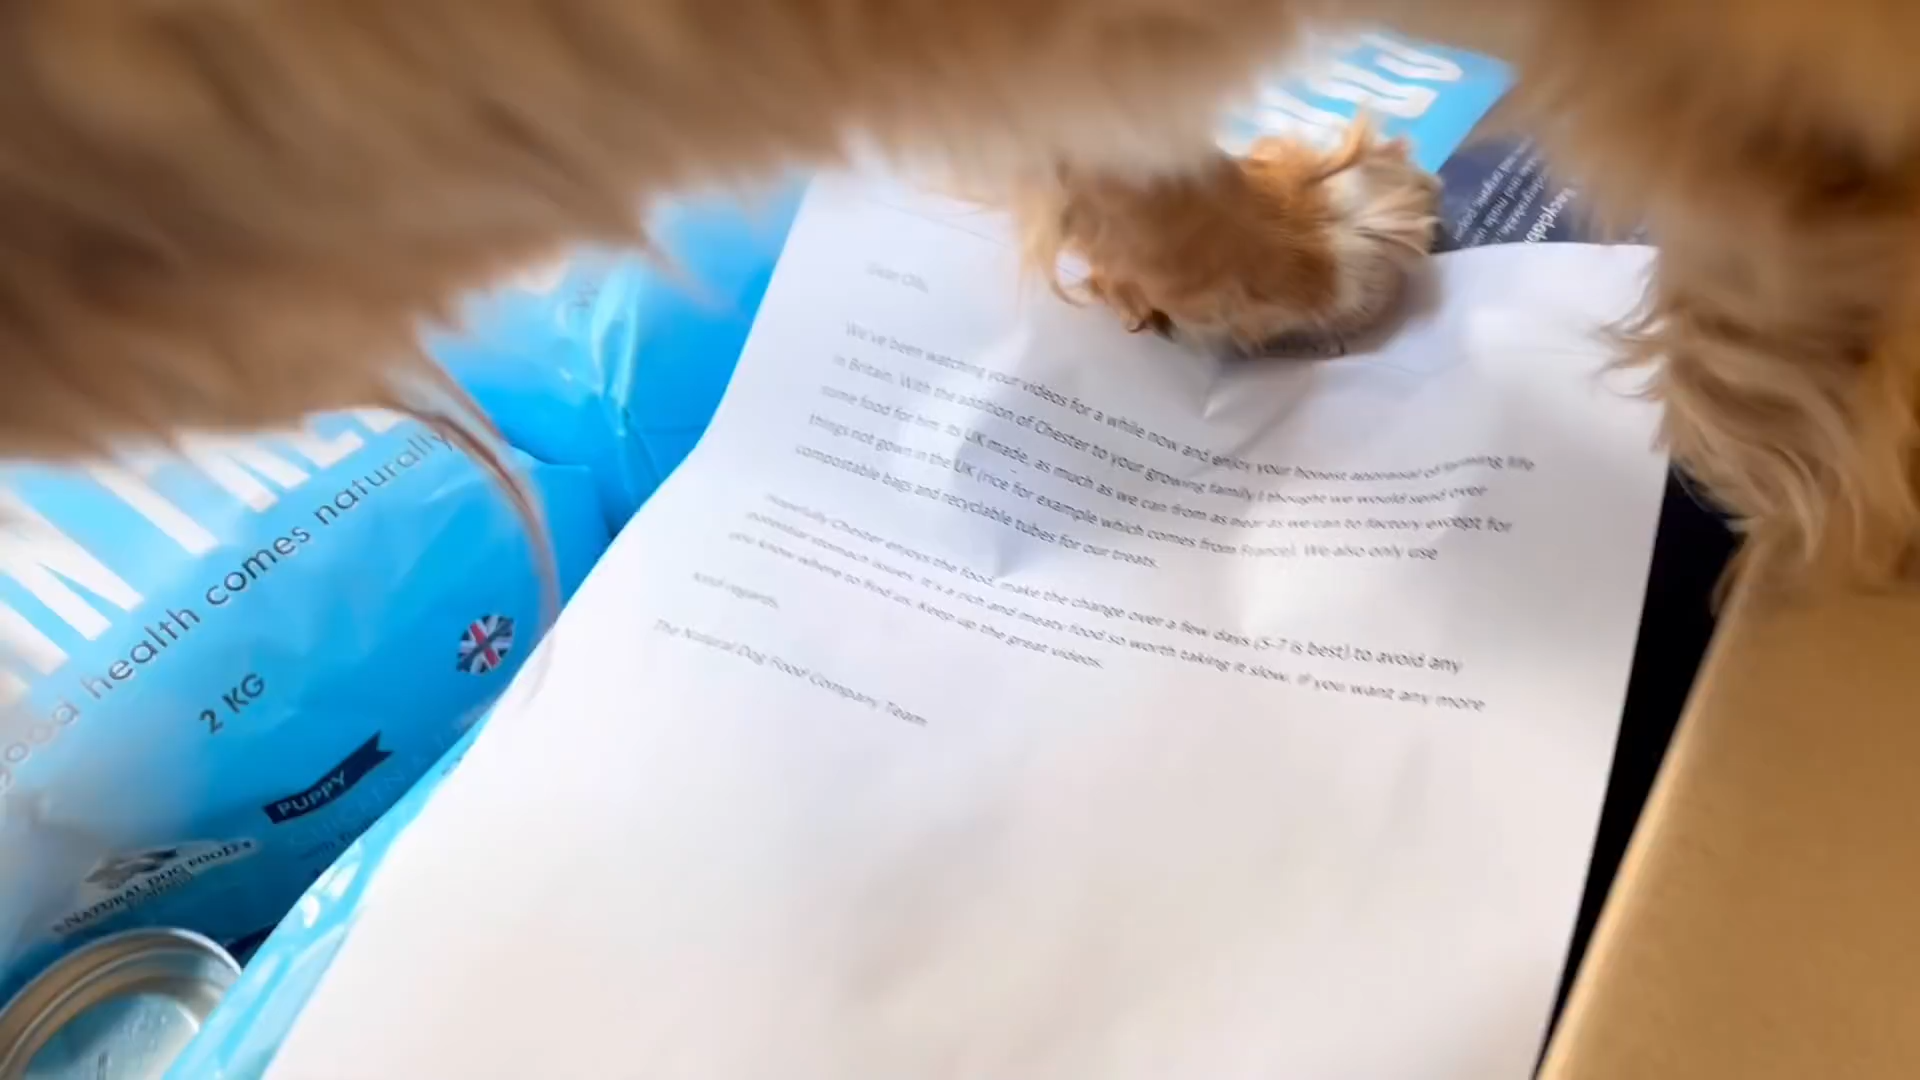 Dear Olly,
We've been watching your videos for a while now and enjoy your honest appraisal of farming life
in Britain. With the addition of Chester to your growing family I thought we would send over
some food for him. its UK made, as much as we can from as near as we can to factory except for
things not gown in the UK (rice for example which comes from France). We also only use
compostable bags and recyclable tubes for our treats.
Hopefully Chester enjoys the food, make the change over a few days (5-7 is best) to avoid any
potential stomach issues. It's a rich and meaty food so worth taking it slow. If you want any more
you know where to find us. Keep up the great videos.
Kind regards,
The Natural Dog Food Company Team
good health comes naturally
2 KG
PUPPY
CHICKEN &
NATURAL DOG FOOD